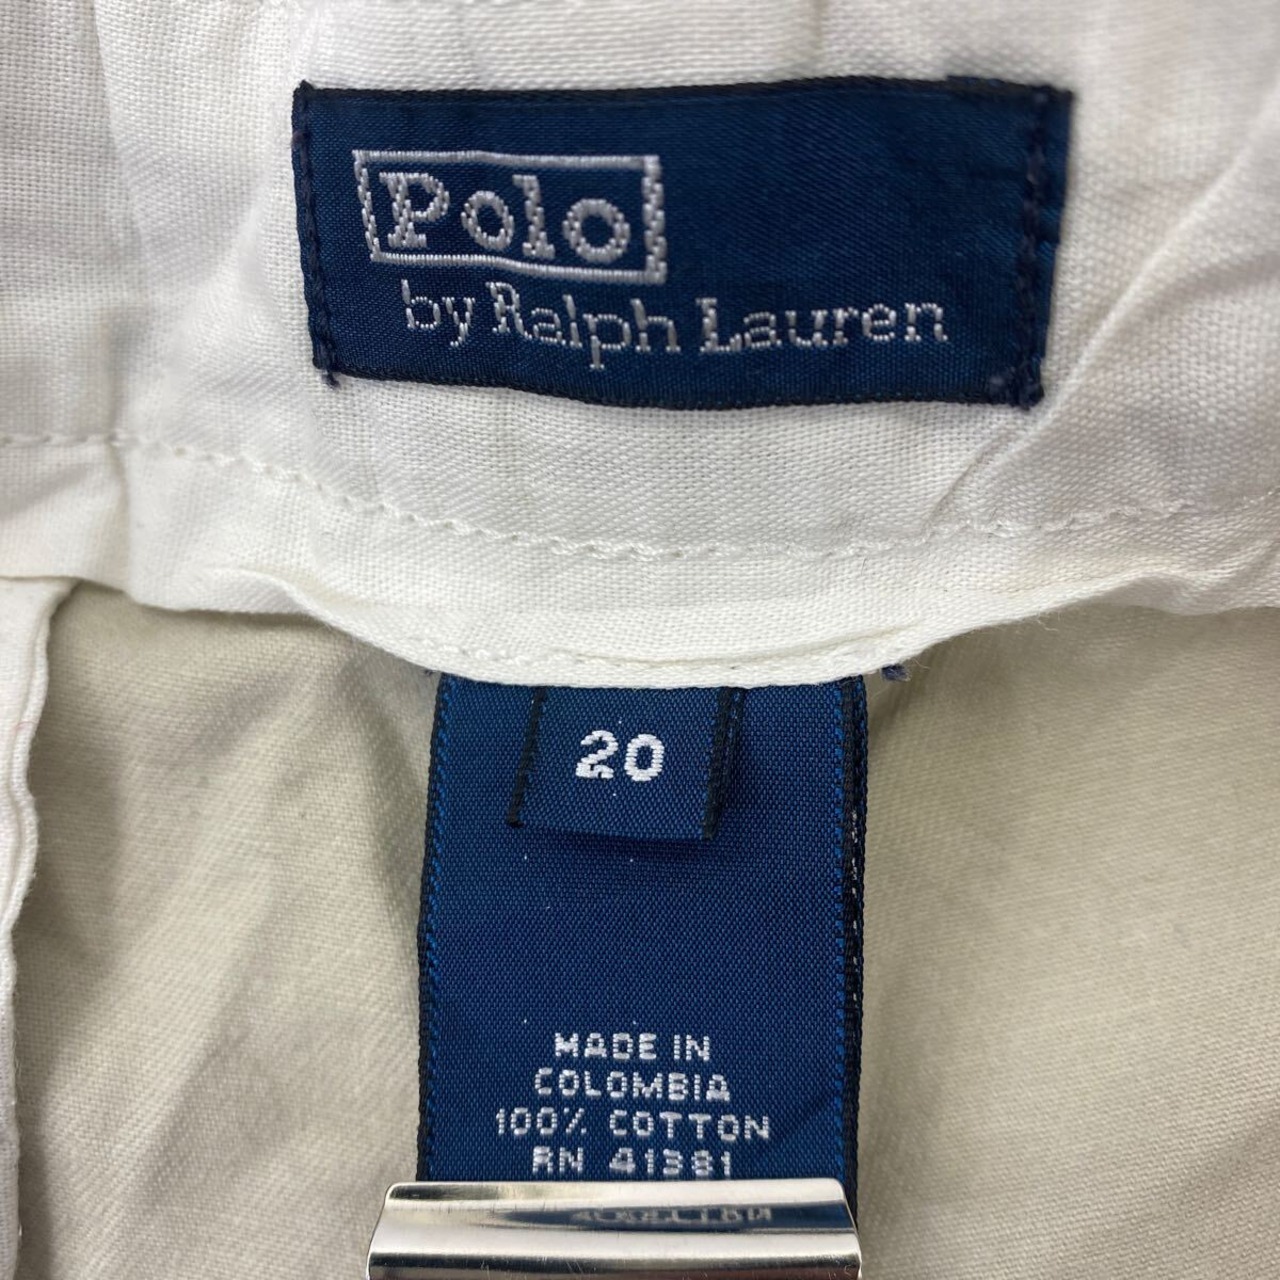 Polo
by Ralph Lauren
20
MADE IN
COLOMBIA
100% COTTON
RN 41381